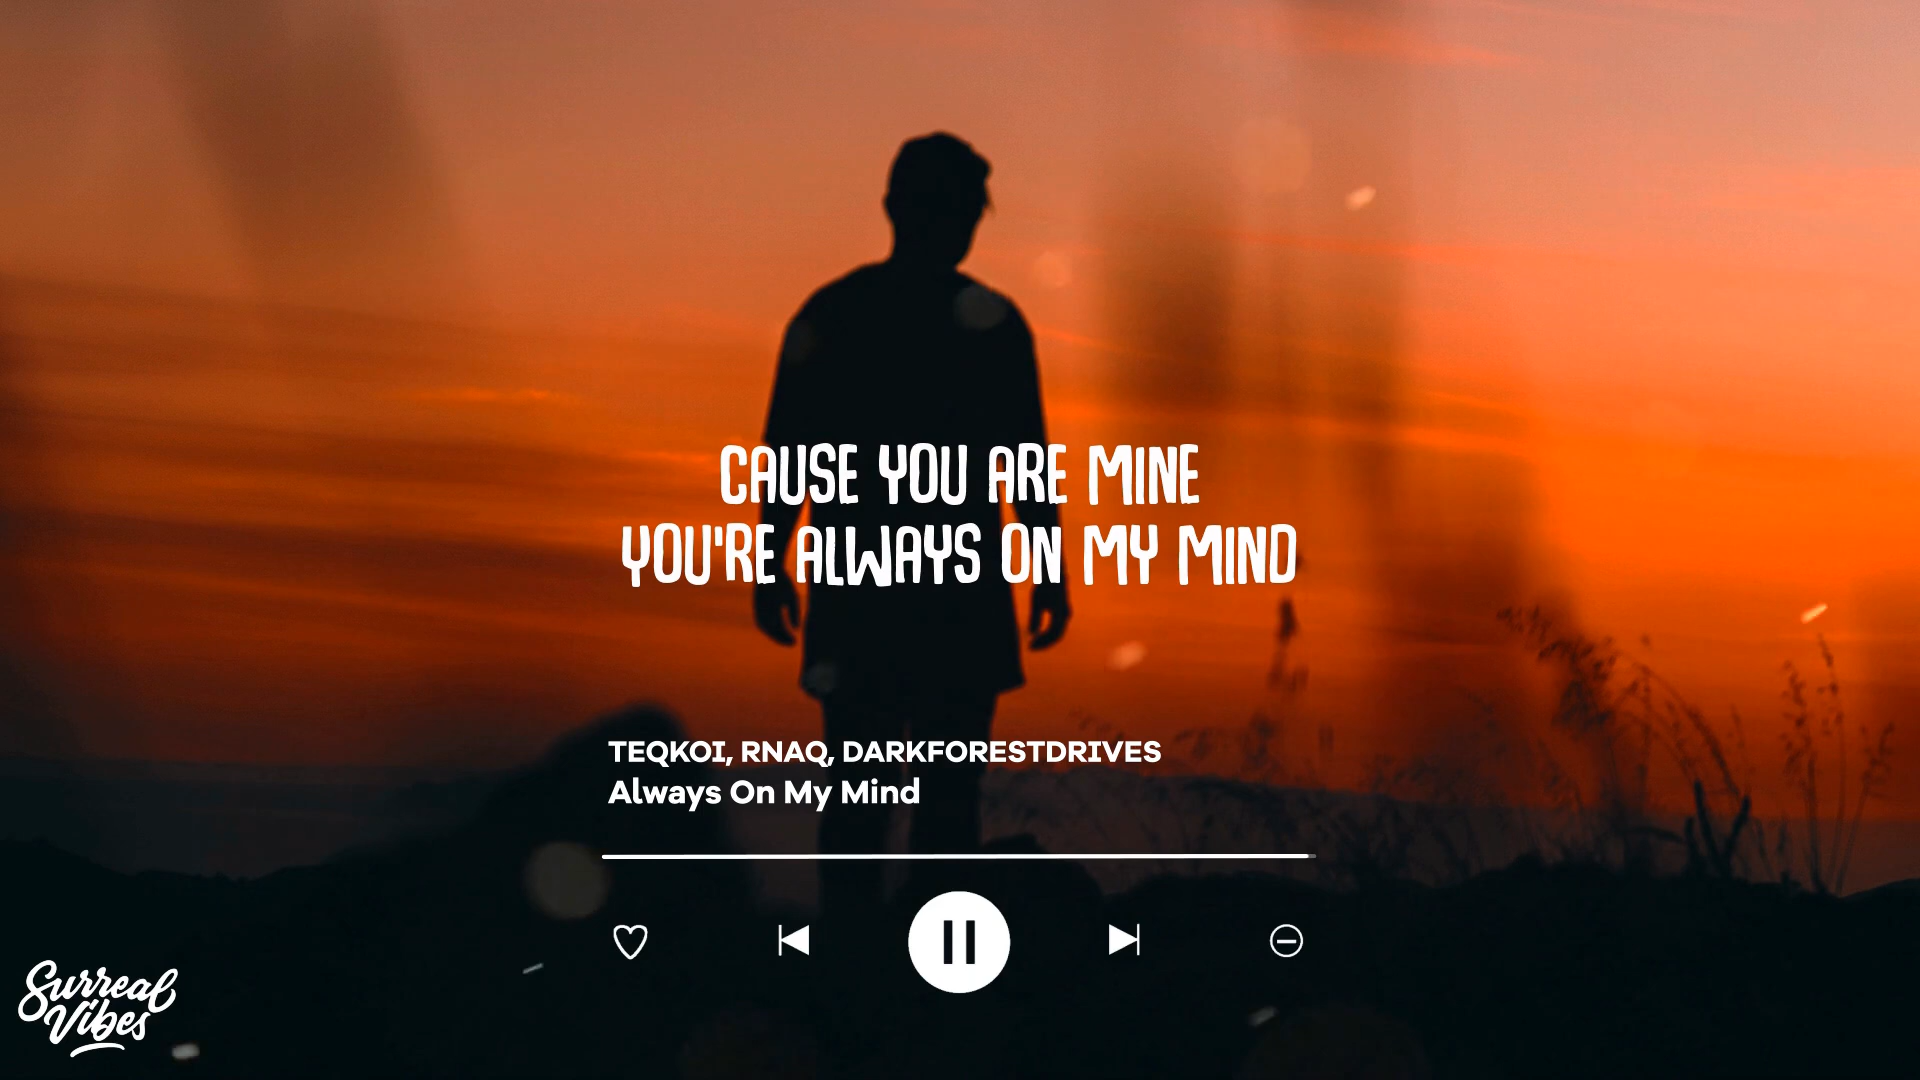 CAUSE YOU ARE MINE
YOU'RE ALWAYS ON MY MIND
TEQKOI, RNAQ, DARKFORESTDRIVES
Always On My Mind
Surreal
Vibes